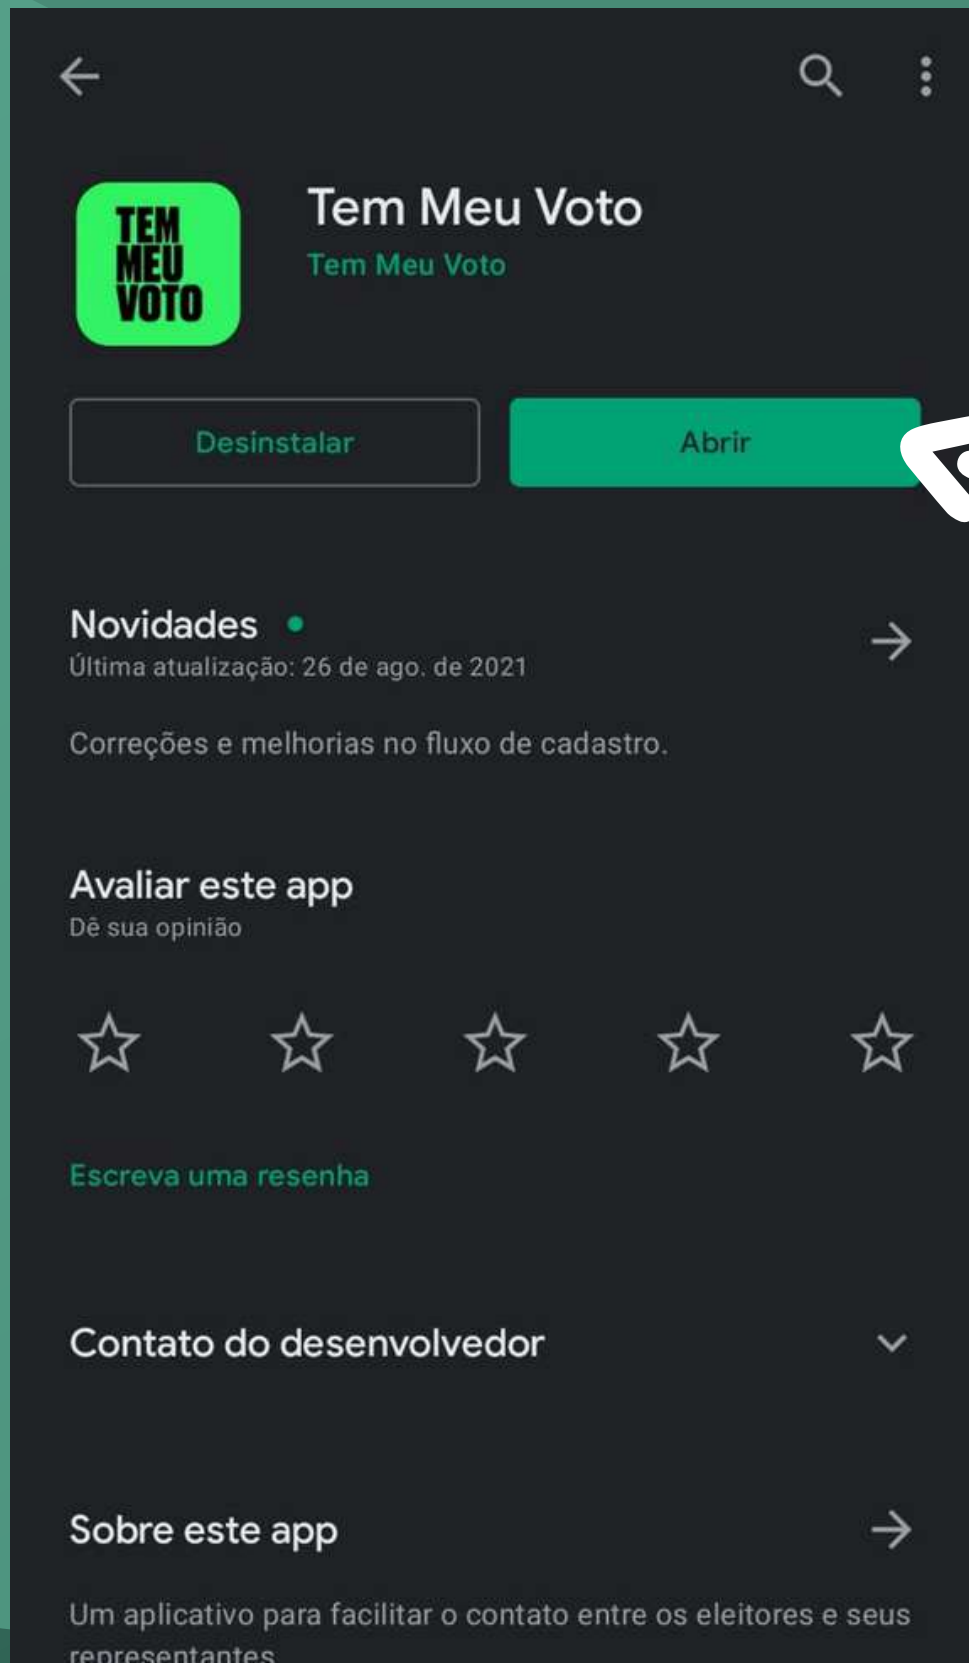 TEM
MEU
VOTO
Tem Meu Voto
Tem Meu Voto
Desinstalar
Abrir
Novidades
Última atualização: 26 de ago. de 2021
Correções e melhorias no fluxo de cadastro.
Avaliar este app
Dê sua opinião
Escreva uma resenha
Contato do desenvolvedor
Sobre este app
Um aplicativo para facilitar o contato entre os eleitores e seus
representantes